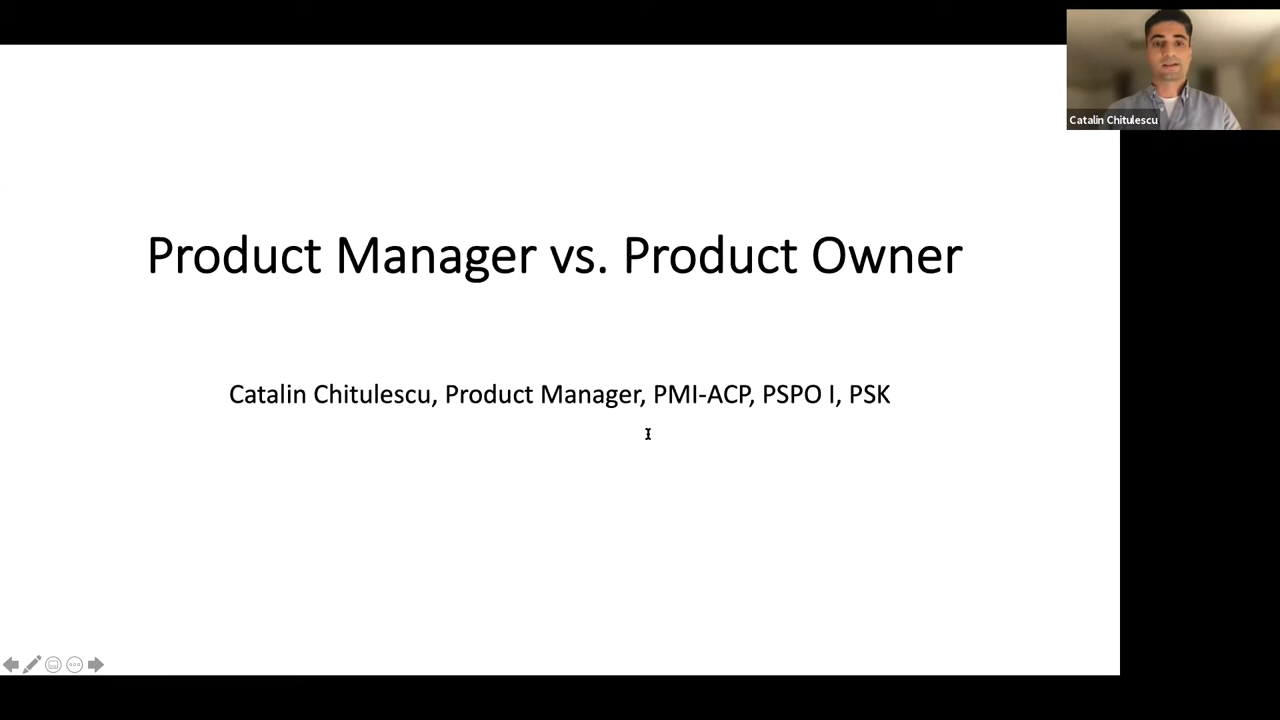 Catalin Chitulescu
Product Manager vs. Product Owner
Catalin Chitulescu, Product Manager, PMI-ACP, PSPO I, PSK